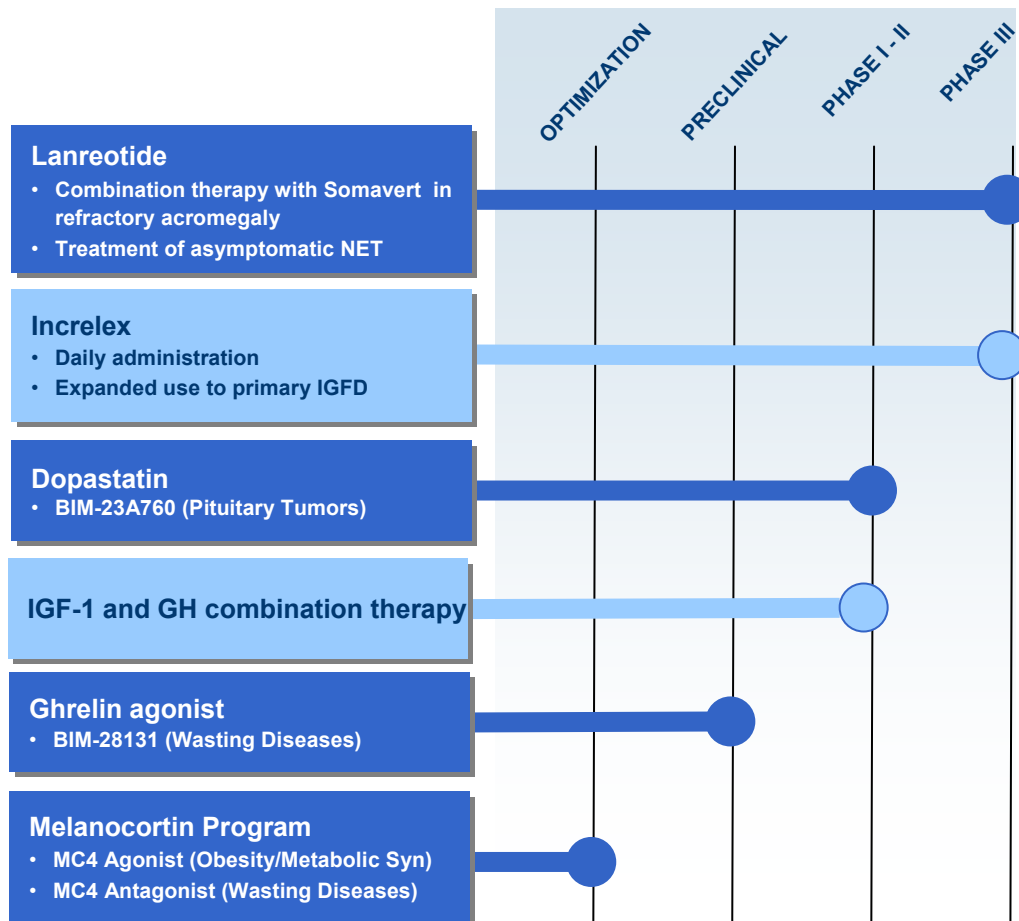 OPTIMIZATION
PRECLINICAL
PHASE I - II
PHASE III
Lanreotide
• Combination therapy with Somavert in
refractory acromegaly
• Treatment of asymptomatic NET
Increlex
• Daily administration
• Expanded use to primary IGFD
Dopastatin
• BIM-23A760 (Pituitary Tumors)
IGF-1 and GH combination therapy
Ghrelin agonist
• BIM-28131 (Wasting Diseases)
Melanocortin Program
• MC4 Agonist (Obesity/Metabolic Syn)
• MC4 Antagonist (Wasting Diseases)